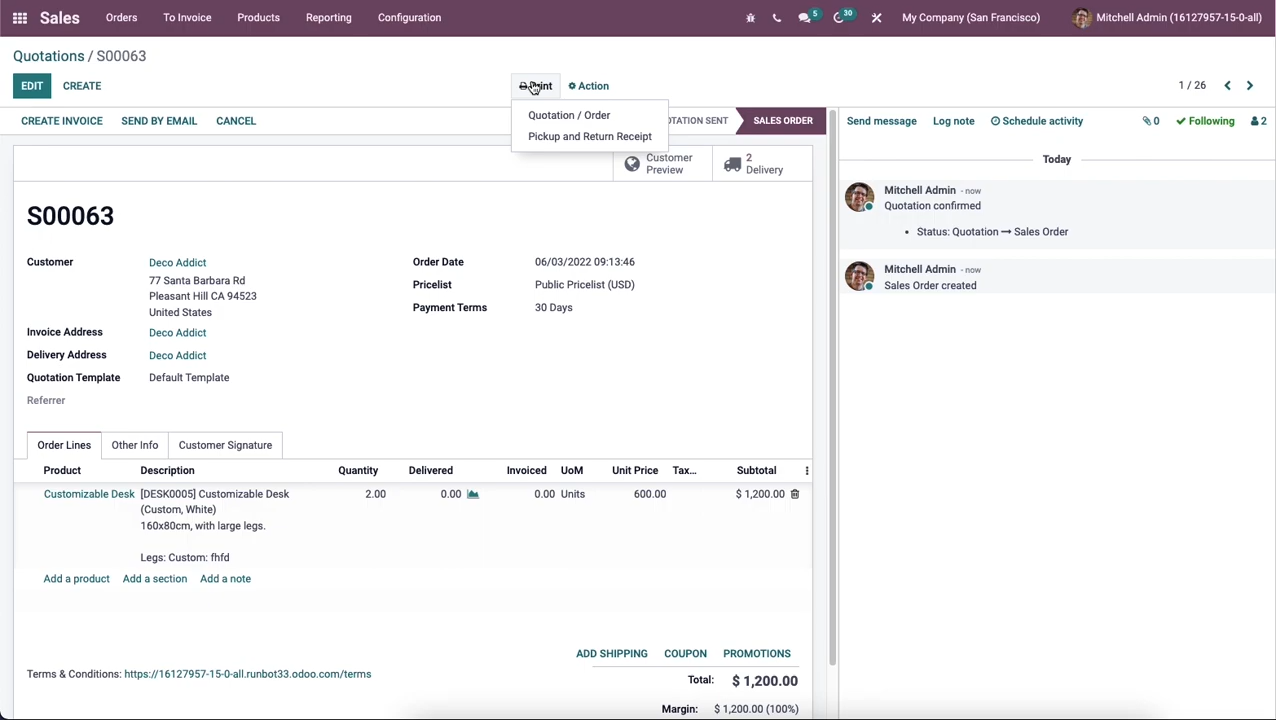 Sales Orders To Invoice Products Reporting Configuration 5 30 My Company (San Francisco) Mitchell Admin (16127957-15-0-all)
Quotations / S00063
EDIT CREATE Print Action 1 / 26
Quotation / Order
Pickup and Return Receipt
CREATE INVOICE SEND BY EMAIL CANCEL OTATION SENT SALES ORDER
Customer Preview
2 Delivery
S00063
Customer Deco Addict
77 Santa Barbara Rd
Pleasant Hill CA 94523
United States
Invoice Address Deco Addict
Delivery Address Deco Addict
Quotation Template Default Template
Referrer
Order Date 06/03/2022 09:13:46
Pricelist Public Pricelist (USD)
Payment Terms 30 Days
Order Lines Other Info Customer Signature
Product Description Quantity Delivered Invoiced UoM Unit Price Tax... Subtotal
Customizable Desk [DESK0005] Customizable Desk 2.00 0.00 0.00 Units 600.00 $ 1,200.00
(Custom, White)
160x80cm, with large legs.
Legs: Custom: fhfd
Add a product Add a section Add a note
ADD SHIPPING COUPON PROMOTIONS
Terms & Conditions: https://16127957-15-0-all.runbot33.odoo.com/terms
Total: $ 1,200.00
Margin: $ 1,200.00 (100%)
Send message Log note Schedule activity 0 Following 2
Today
Mitchell Admin - now
Quotation confirmed
• Status: Quotation → Sales Order
Mitchell Admin - now
Sales Order created